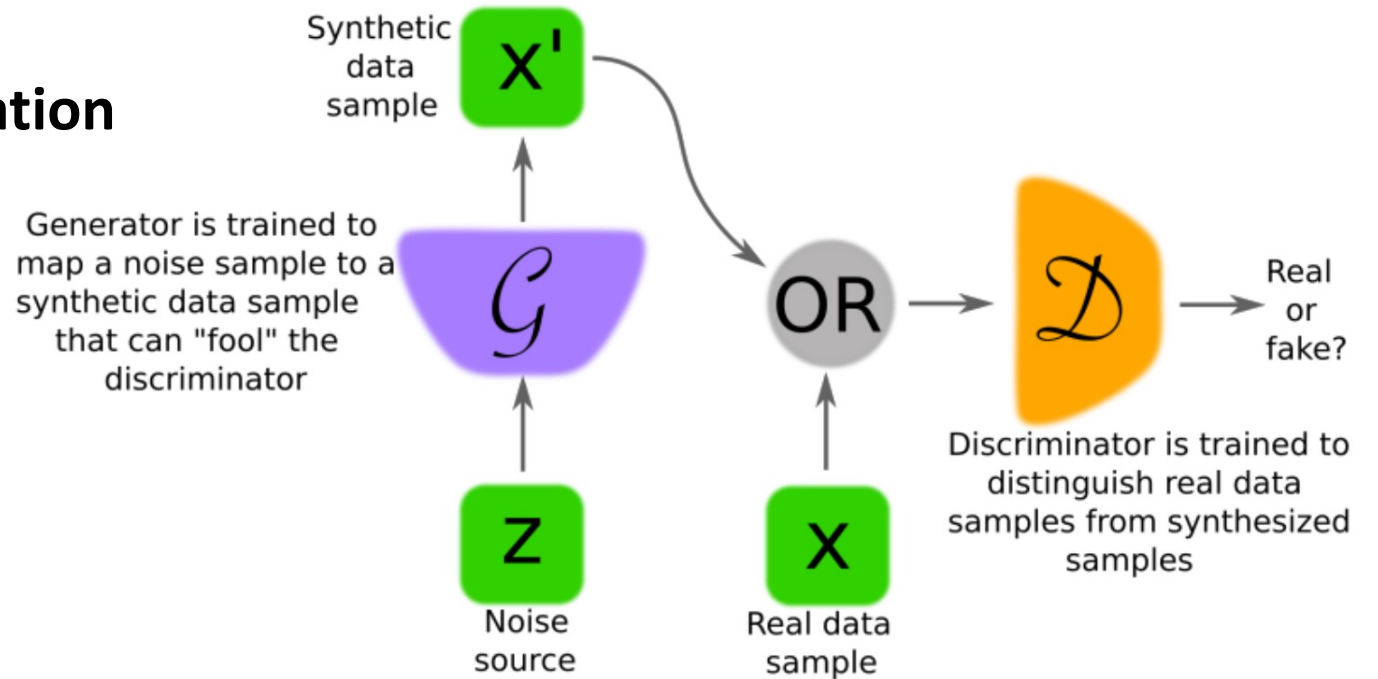 ation
Synthetic
data
sample
x'
Generator is trained to
map a noise sample to a
synthetic data sample
that can "fool" the
discriminator
G
z
Noise
source
OR
x
Real data
sample
D
Real
or
fake?
Discriminator is trained to
distinguish real data
samples from synthesized
samples